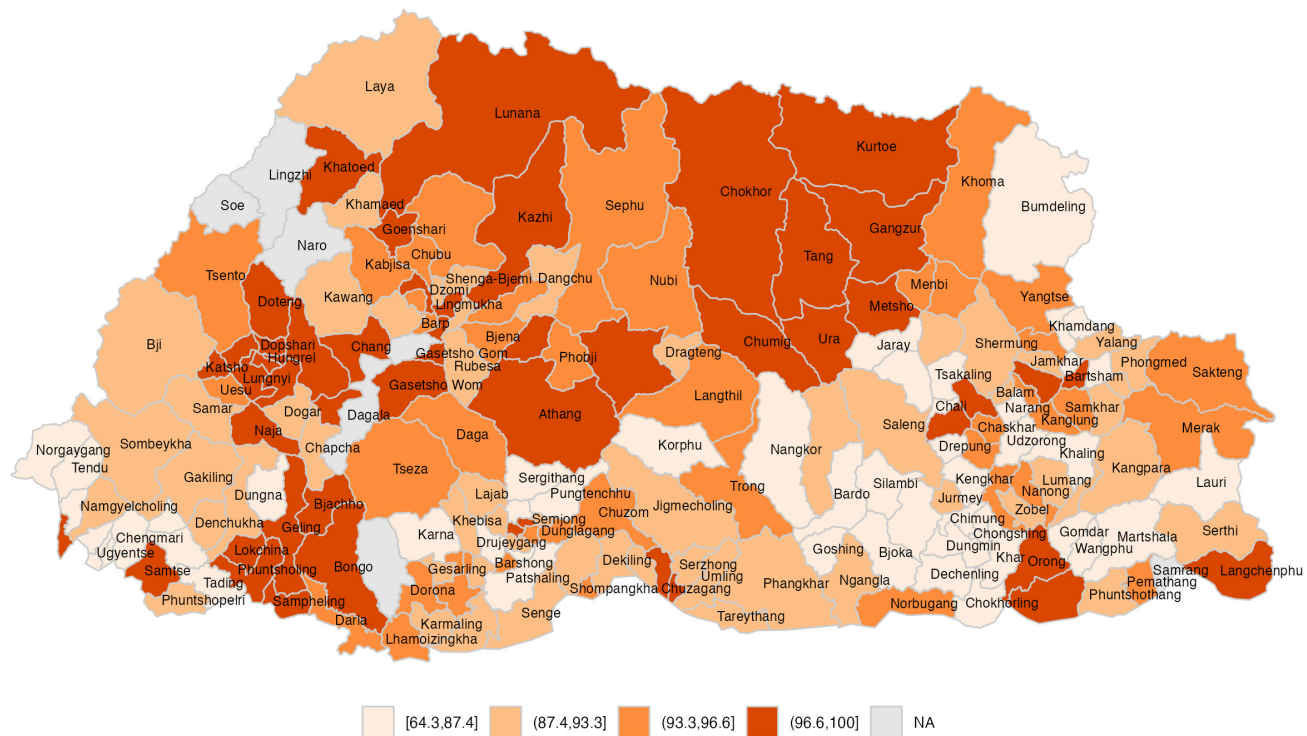 Laya
Lunana
Kurtoe
Khatoed
Lingzhi
Khoma
Chokhor
Soe
Khamaed
Sephu
Bumdeling
Kazhi
Goenshari
Gangzur
Naro
Chubu
Tang
Kabjisa
Tsento
Shenga-Bjemi
Dangchu
Nubi
Menbi
Dzomi
Kawang
Yangtse
Doteng
Lingmukha
Metsho
Barp
Khamdang
Bjena
Ura
Chumig
Yalang
Bji
Dopshari
Chang
Jaray
Shermung
Hungrel
Gasetsho Gom
Phobji
Dragteng
Jamkhar
Phongmed
Katsho
Rubesa
Sakteng
Lungnyi
Tsakaling
Bartsham
Gasetsho
Wom
Uesu
Balam
Langthil
Samar
Dogar
Dagala
Athang
Chali
Narang
Samkhar
Kanglung
Saleng
Chaskhar
Merak
Naja
Daga
Udzorong
Sombeykha
Chapcha
Korphu
Nangkor
Drepung
Norgaygang
Khaling
Tendu
Tseza
Kangpara
Gakiling
Sergithang
Kengkhar
Lumang
Silambi
Lauri
Trong
Dungna
Lajab
Pungtenchhu
Bardo
Nanong
Jurmey
Namgyelcholing
Bjachho
Jigmecholing
Zobel
Chuzom
Denchukha
Khebisa
Semjong
Chimung
Geling
Dunglagang
Serthi
Karna
Chongshing
Gomdar
Chengmari
Drujeygang
Martshala
Dungmin
Wangphu
Ugyentse
Lokchina
Goshing
Bjoka
Khar
Orong
Dekiling
Barshong
Serzhong
Bongo
Gesarling
Samtse
Phuntsholing
Samrang
Langchenphu
Patshaling
Umling
Dechenling
Tading
Phangkhar
Ngangla
Pemathang
Shompangkha
Chuzagang
Dorona
Phuntshothang
Phuntshopelri
Sampheling
Norbugang
Chokhorling
Senge
Tareythang
Darla
Karmaling
Lhamoizingkha
[64.3,87.4]
(87.4,93.3]
(93.3,96.6]
(96.6,100]
NA